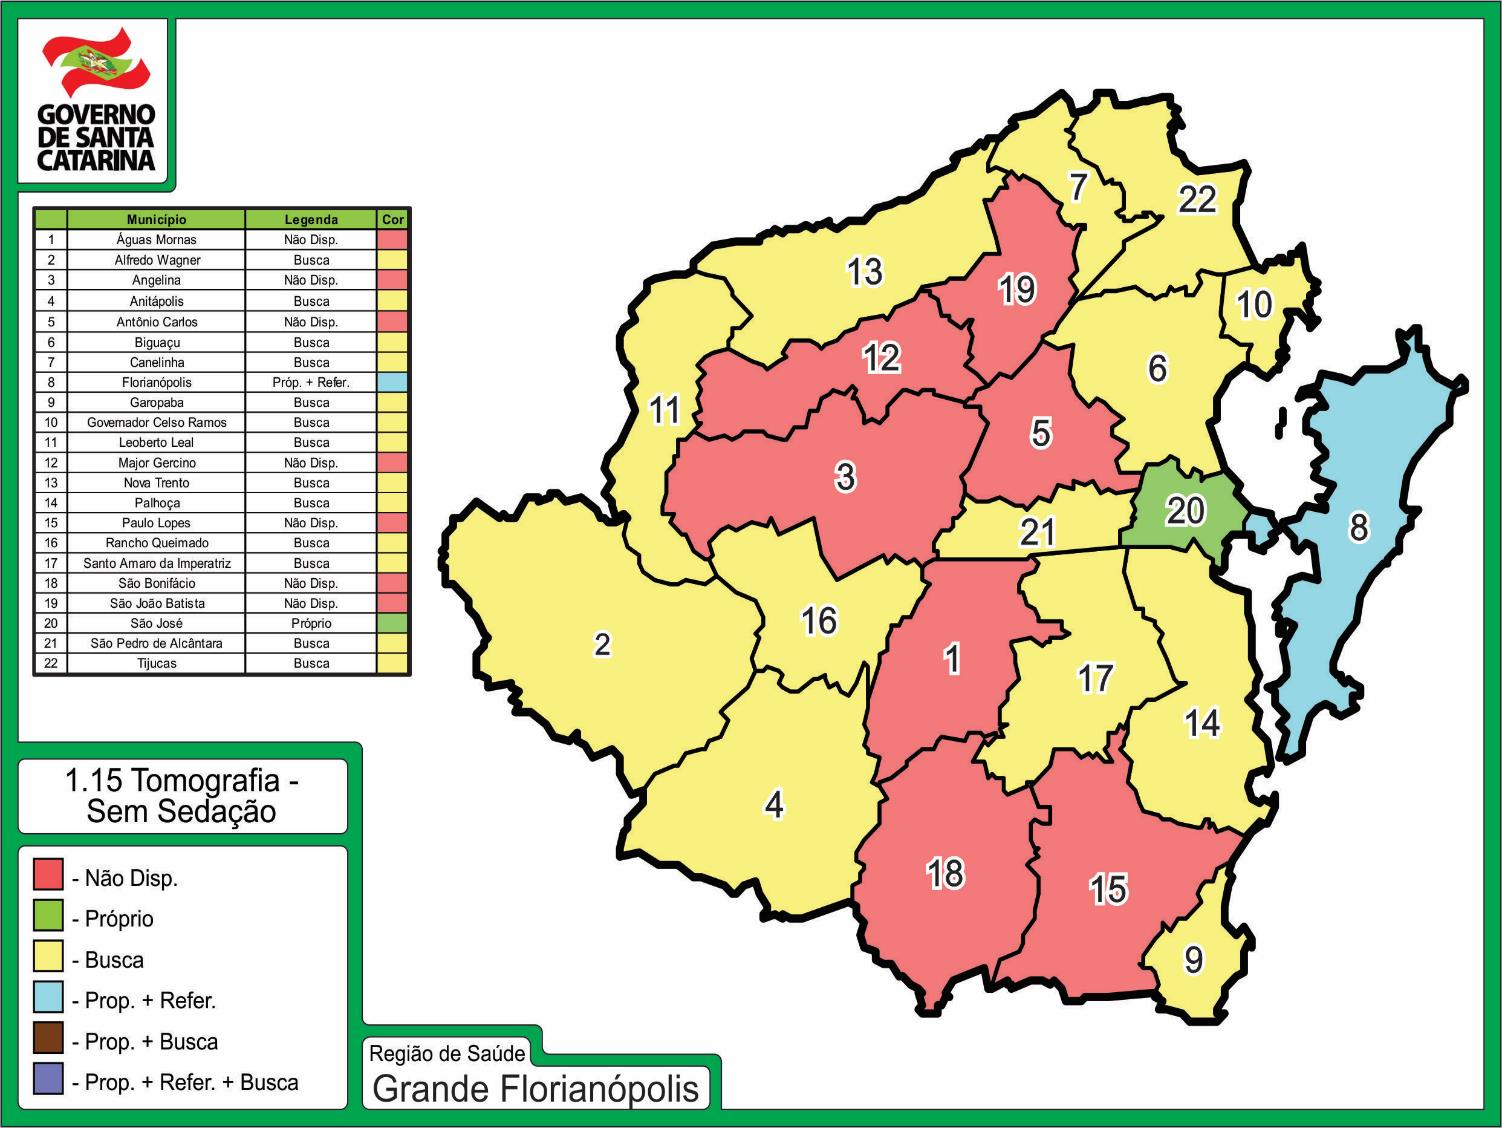 GOVERNO
DE SANTA
CATARINA
Município Legenda Cor
1 Águas Mornas Não Disp.
2 Alfredo Wagner Busca
3 Angelina Não Disp.
4 Anitápolis Busca
5 Antônio Carlos Não Disp.
6 Biguaçu Busca
7 Canelinha Busca
8 Florianópolis Próp. + Refer.
9 Garopaba Busca
10 Governador Celso Ramos Busca
11 Leoberto Leal Busca
12 Major Gercino Não Disp.
13 Nova Trento Busca
14 Palhoça Busca
15 Paulo Lopes Não Disp.
16 Rancho Queimado Busca
17 Santo Amaro da Imperatriz Busca
18 São Bonifácio Não Disp.
19 São João Batista Não Disp.
20 São José Próprio
21 São Pedro de Alcântara Busca
22 Tijucas Busca
7
22
13
19
10
12
6
11
5
3
20
21
8
16
2
1
17
14
4
18
15
9
1.15 Tomografia -
Sem Sedação
- Não Disp.
- Próprio
- Busca
- Prop. + Refer.
- Prop. + Busca
- Prop. + Refer. + Busca
Região de Saúde
Grande Florianópolis